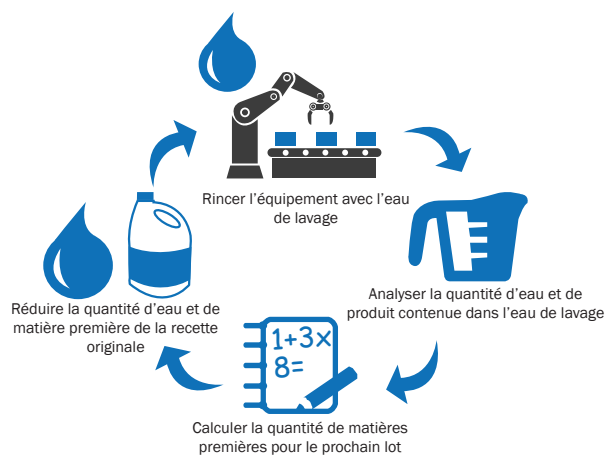 Rincer l'équipement avec l'eau
de lavage
Analyser la quantité d'eau et de
produit contenue dans l'eau de lavage
1+3×
8=
Calculer la quantité de matières
premières pour le prochain lot
Réduire la quantité d'eau et de
matière première de la recette
originale